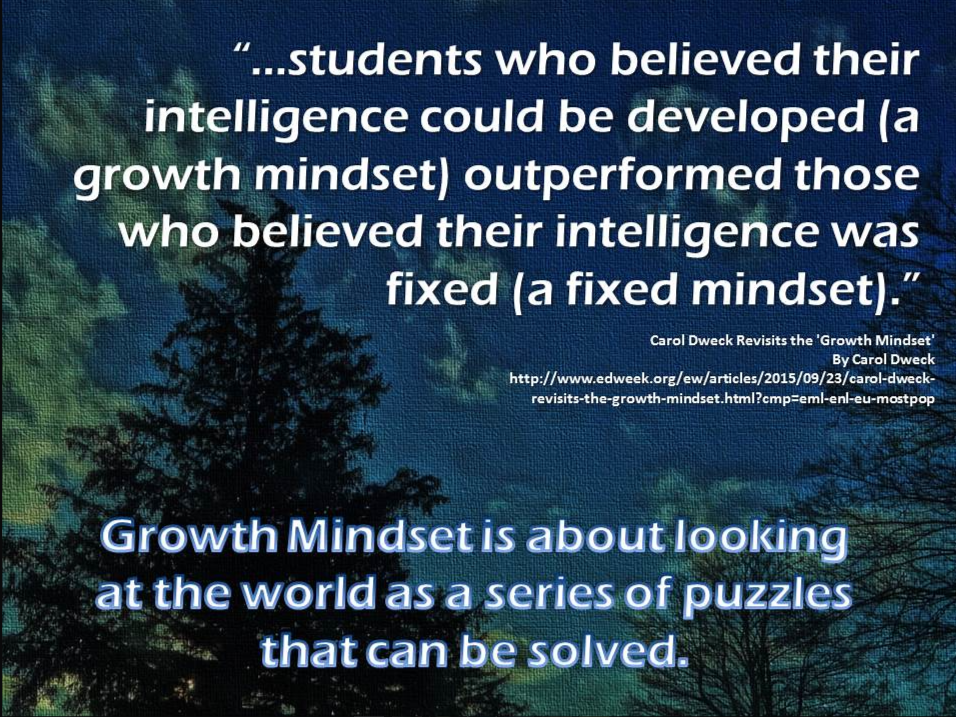 “...students who believed their
intelligence could be developed (a
growth mindset) outperformed those
who believed their intelligence was
fixed (a fixed mindset).”
Carol Dweck Revisits the 'Growth Mindset'
By Carol Dweck
http://www.edweek.org/ew/articles/2015/09/23/carol-dweck-
revisits-the-growth-mindset.html?cmp=eml-enl-eu-mostpop
Growth Mindset is about looking
at the world as a series of puzzles
that can be solved.